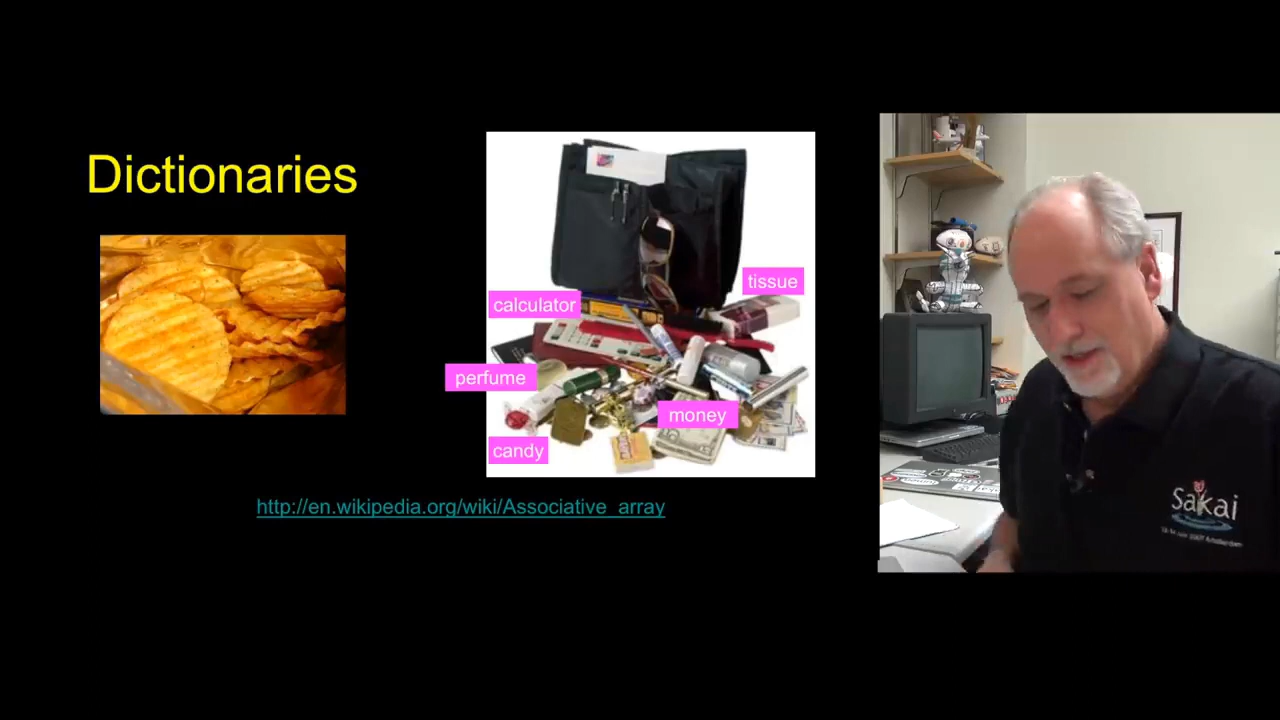 Dictionaries
tissue
calculator
perfume
money
candy
http://en.wikipedia.org/wiki/Associative_array
Sakai